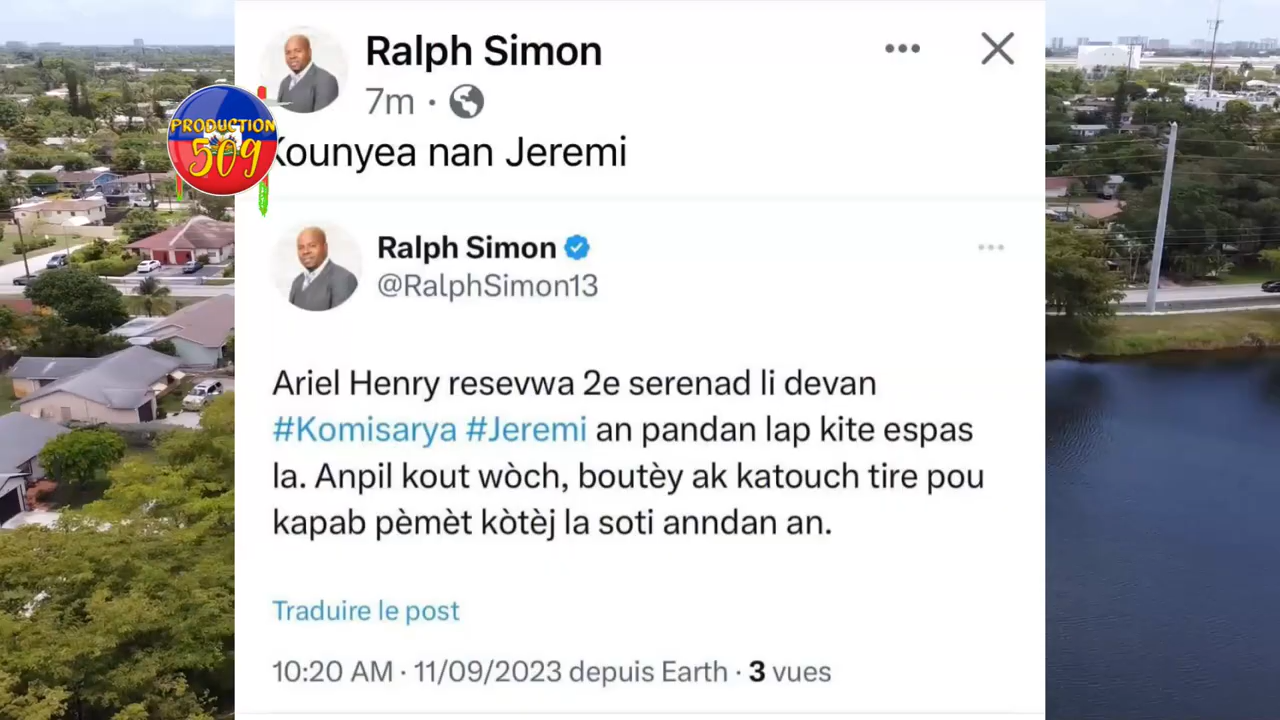 Ralph Simon
7m
PRODUCTION
509
Kounyea nan Jeremi
Ralph Simon
@RalphSimon13
Ariel Henry resevwa 2e serenad li devan
#Komisarya #Jeremi an pandan lap kite espas
la. Anpil kout wòch, boutèy ak katouch tire pou
kapab pèmèt kòtèj la soti anndan an.
Traduire le post
10:20 AM · 11/09/2023 depuis Earth · 3 vues